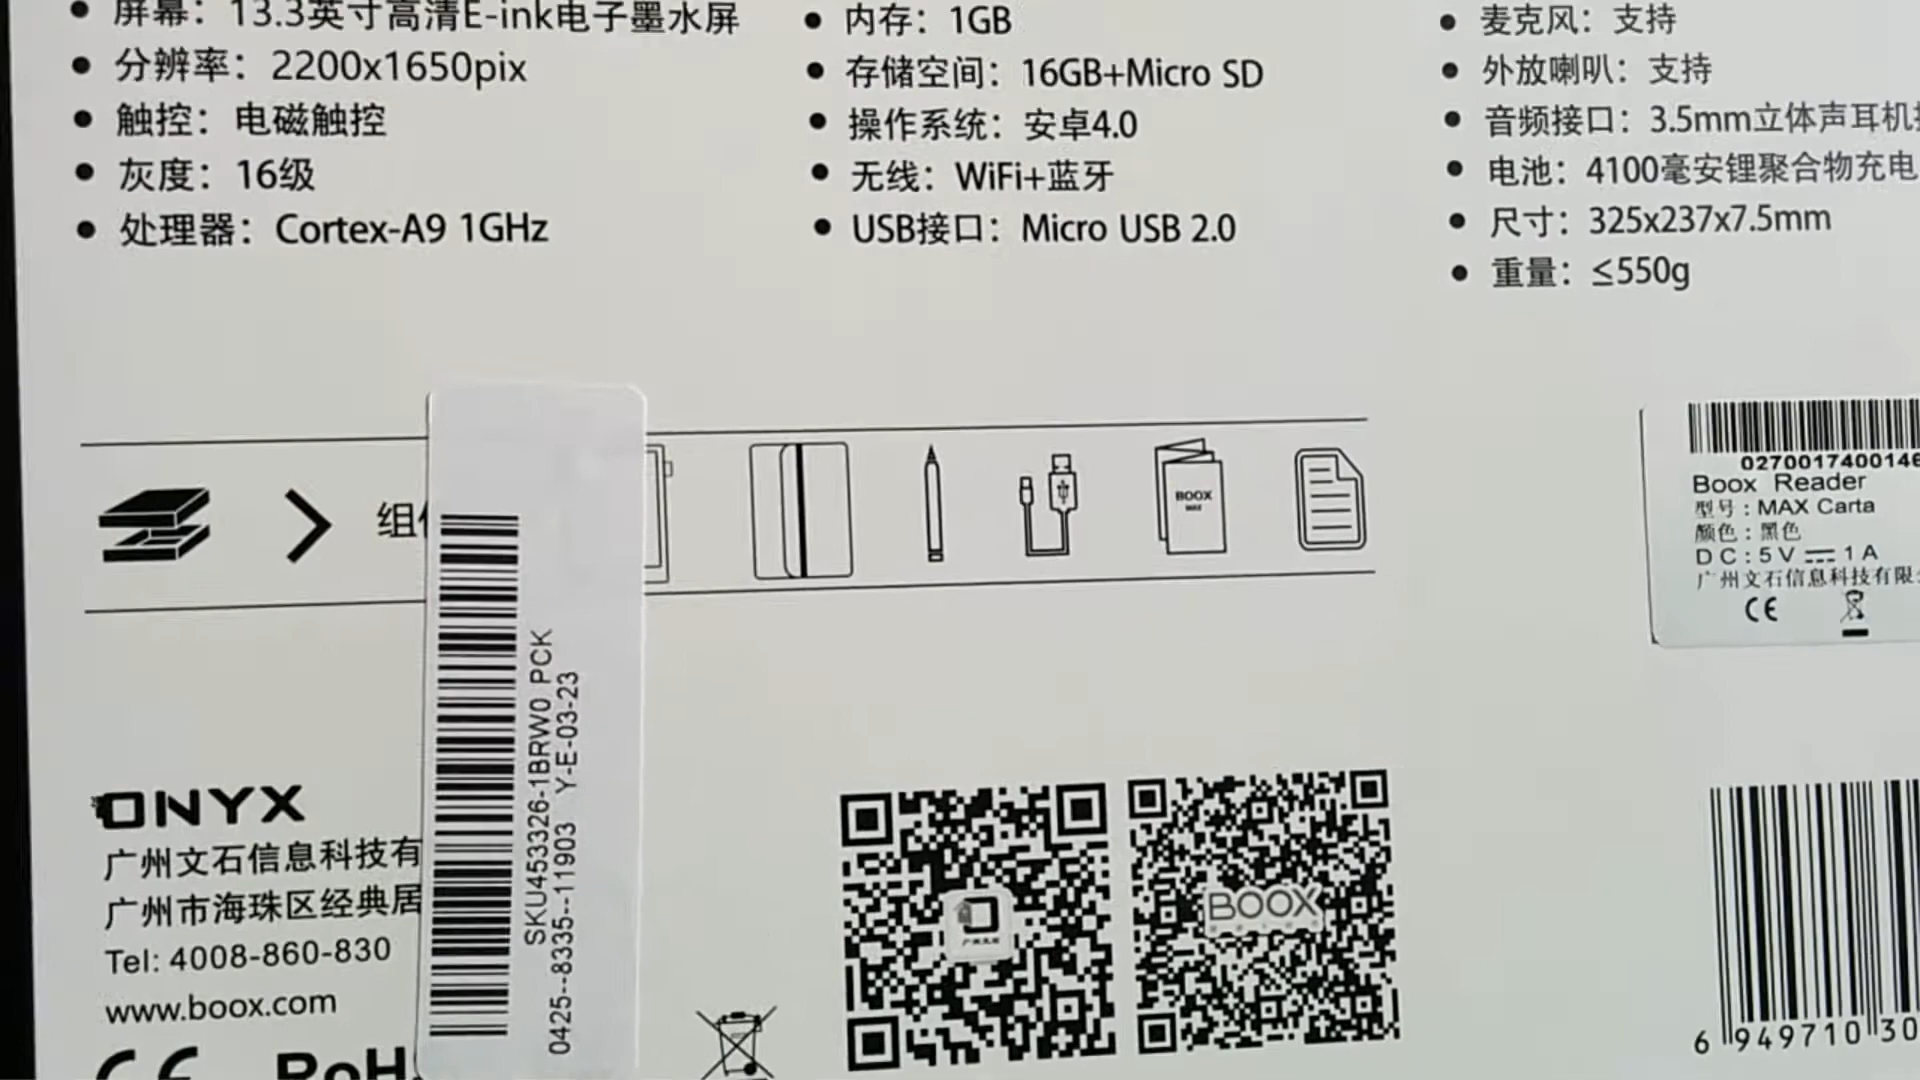 屏幕：13.3英寸高清E-ink电子墨水屏
分辨率：2200x1650pix
触控：电磁触控
灰度：16级
处理器：Cortex-A9 1GHz
内存：1GB
存储空间：16GB+Micro SD
操作系统：安卓4.0
无线：WiFi+蓝牙
USB接口：Micro USB 2.0
麦克风：支持
外放喇叭：支持
音频接口：3.5mm立体声耳机
电池：4100毫安锂聚合物充电
尺寸：325x237x7.5mm
重量：≤550g
组
BOOX
MAX
0270017400146
Boox Reader
型号：MAX Carta
颜色：黑色
DC：5V⎓1A
广州文石信息科技有限
CE
SKU453326-1BRW0 PCK
0425--8335--11903 Y-E-03-23
ONYX
广州文石信息科技有
广州市海珠区经典居
Tel: 4008-860-830
www.boox.com
CE RoH
BOOX
6 949710 30